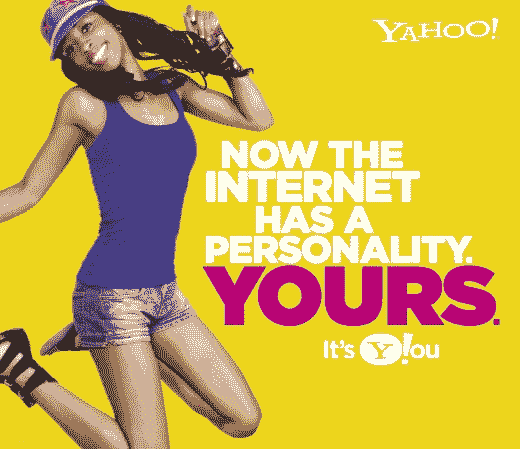 YAHOO!
NOW THE
INTERNET
HAS A
PERSONALITY.
YOURS.
It's Y!ou